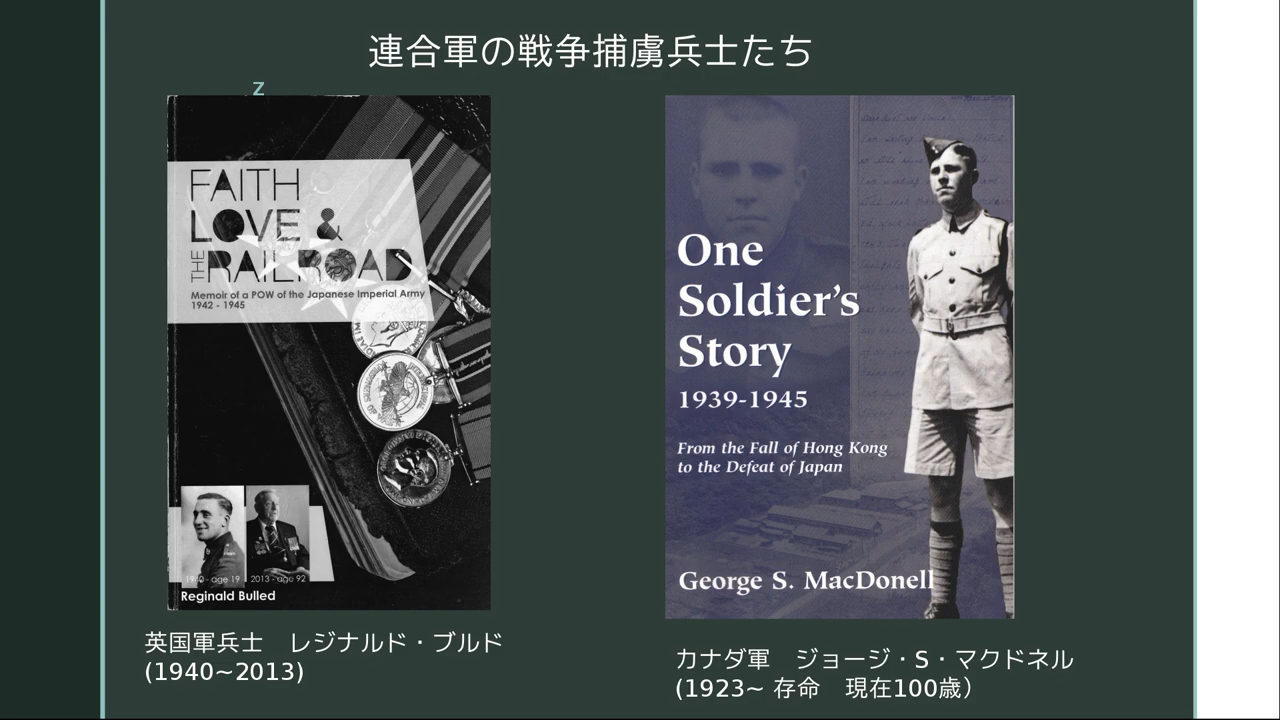 連合軍の戦争捕虜兵士たち
z
FAITH
LOVE &
THE RAILROAD
Memoir of a POW of the Japanese Imperial Army
1942 - 1945
1940 - age 19
2013 - age 92
Reginald Bulled
英国軍兵士　レジナルド・ブルド
(1940~2013)
One
Soldier's
Story
1939-1945
From the Fall of Hong Kong
to the Defeat of Japan
George S. MacDonell
カナダ軍　ジョージ・S・マクドネル
(1923~ 存命　現在100歳）